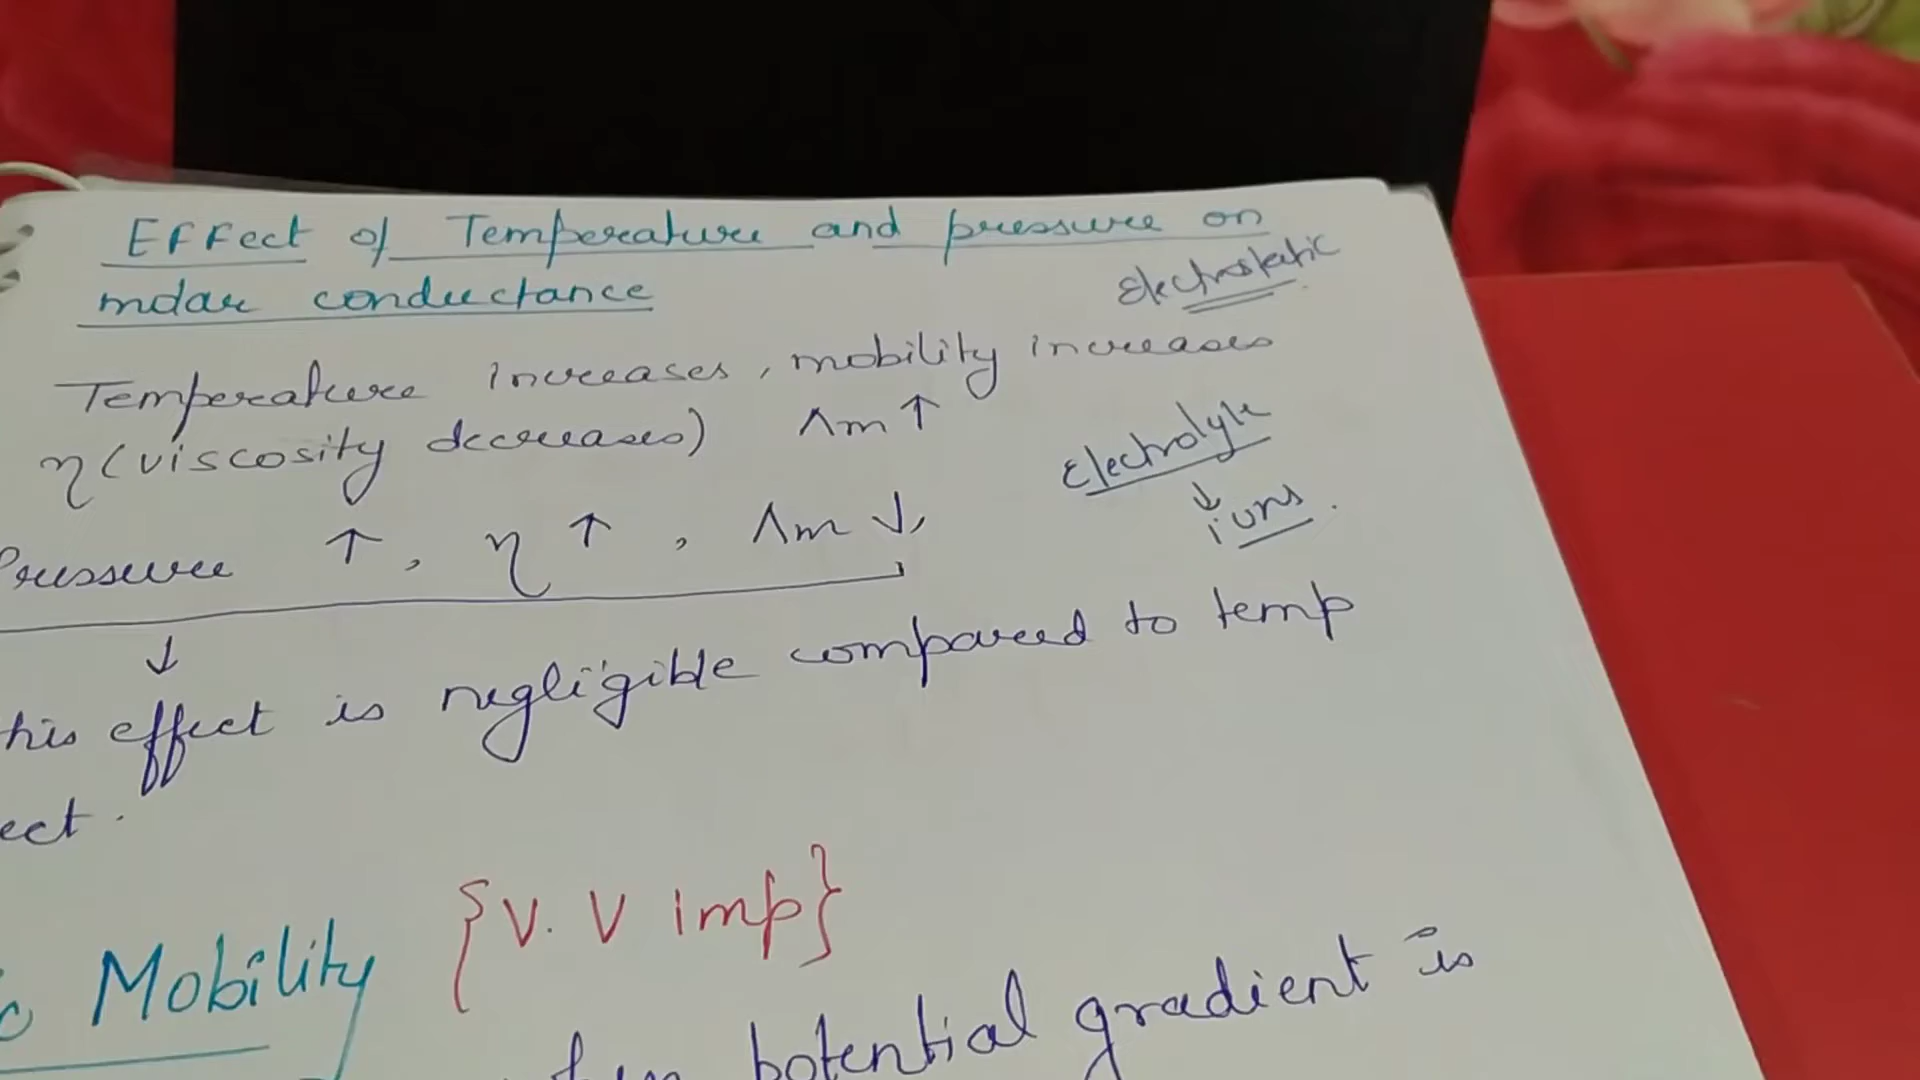 Effect of Temperature and pressure on
molar conductance
Electrostatic
Temperature increases, mobility increases
η (viscosity decreases) Λm ↑
Electrolyte
↓
ions.
Pressure ↑, η ↑, Λm ↓,
↓
his effect is negligible compared to temp
ect.
c Mobility {V. V imp}
potential gradient is